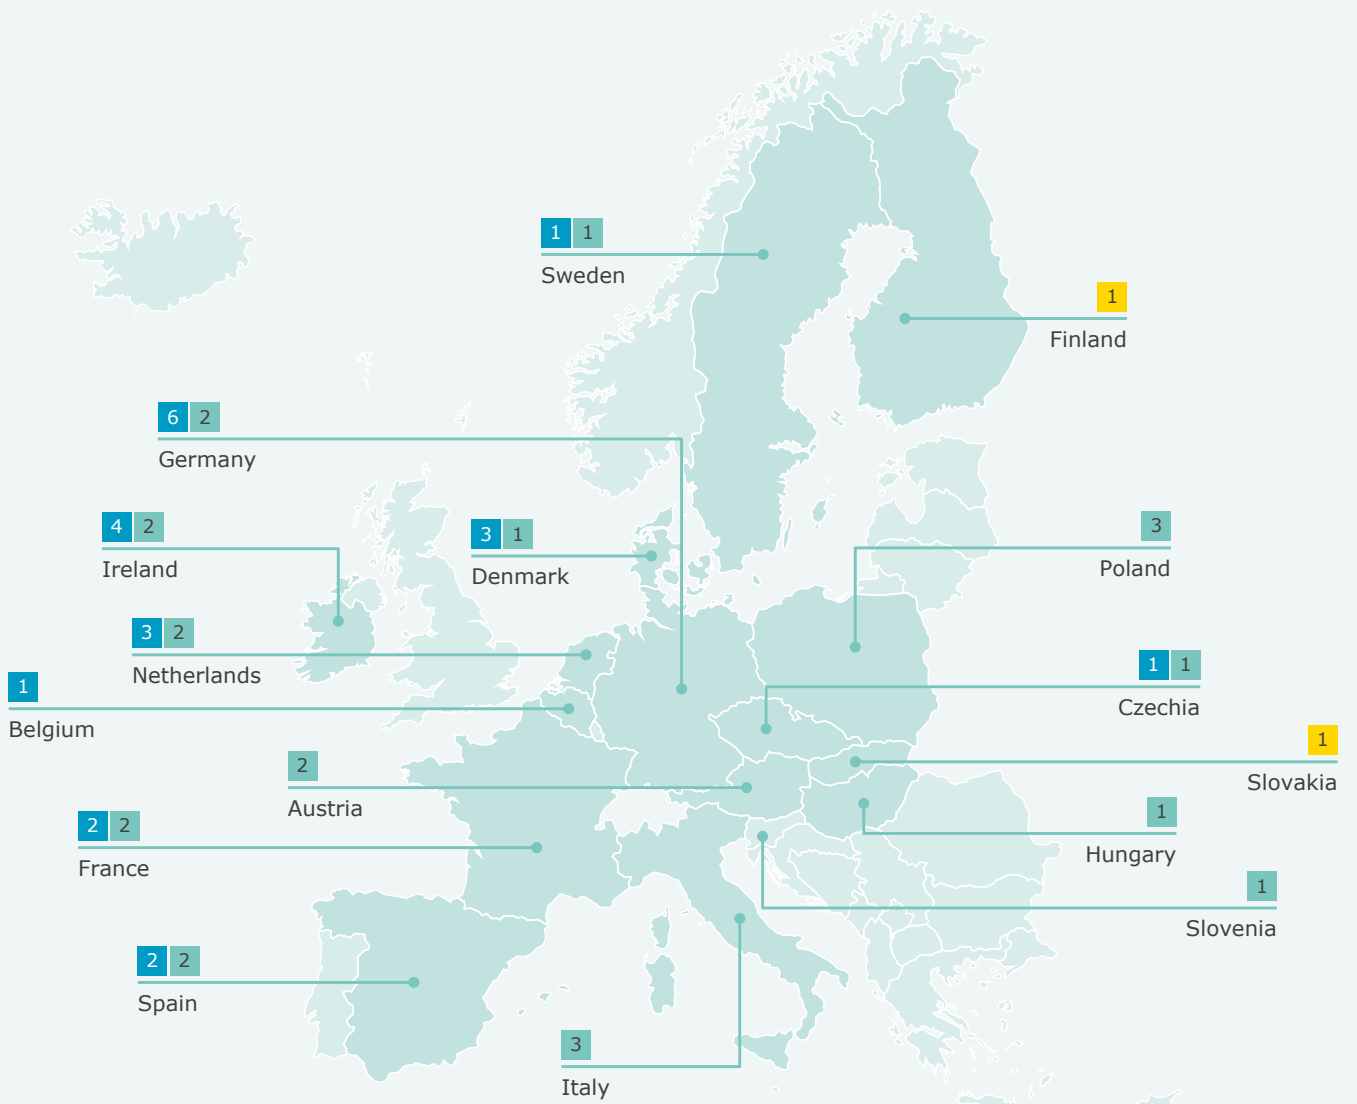 1 1
Sweden
1
Finland
6 2
Germany
4 2
Ireland
3 1
Denmark
3
Poland
3 2
Netherlands
1 1
Czechia
1
Belgium
1
Slovakia
2
Austria
1
Hungary
2 2
France
1
Slovenia
2 2
Spain
3
Italy